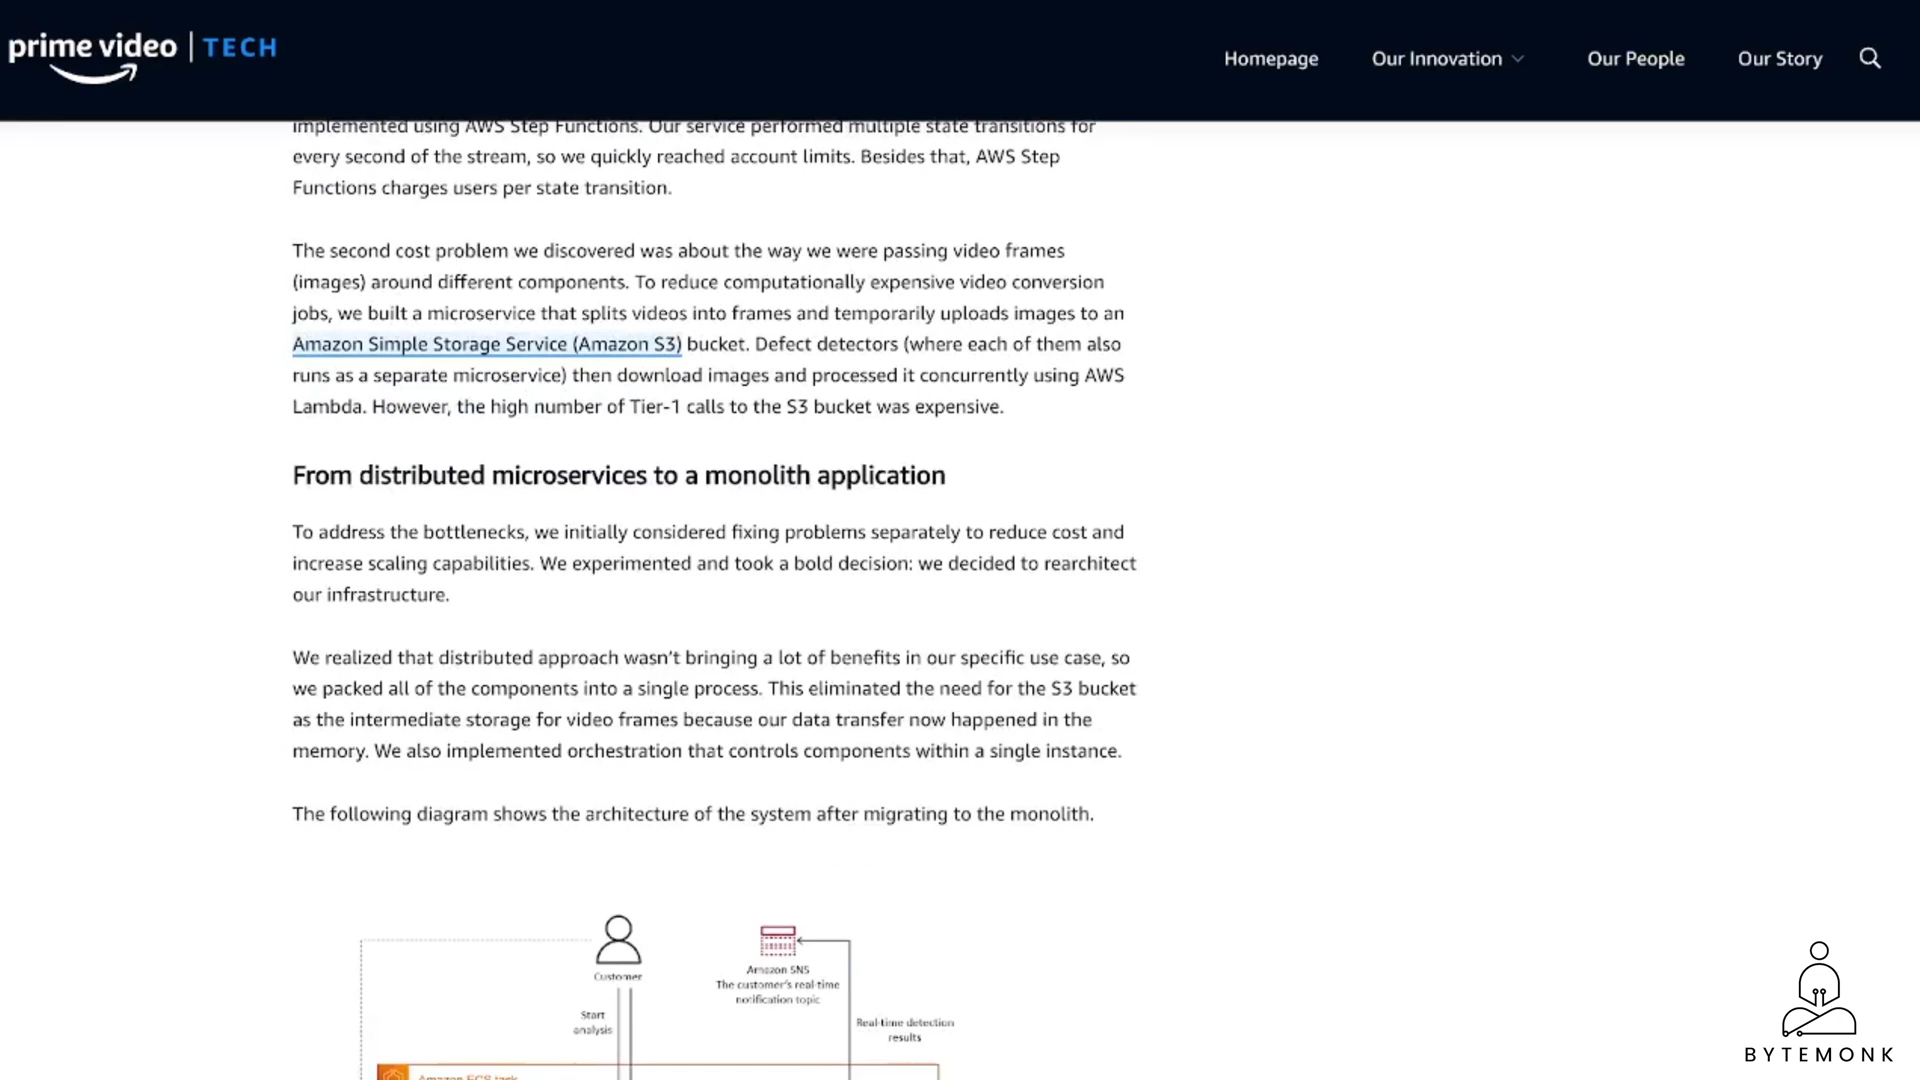 prime video | TECH
Homepage
Our Innovation
Our People
Our Story
implemented using AWS Step Functions. Our service performed multiple state transitions for
every second of the stream, so we quickly reached account limits. Besides that, AWS Step
Functions charges users per state transition.
The second cost problem we discovered was about the way we were passing video frames
(images) around different components. To reduce computationally expensive video conversion
jobs, we built a microservice that splits videos into frames and temporarily uploads images to an
Amazon Simple Storage Service (Amazon S3) bucket. Defect detectors (where each of them also
runs as a separate microservice) then download images and processed it concurrently using AWS
Lambda. However, the high number of Tier-1 calls to the S3 bucket was expensive.
From distributed microservices to a monolith application
To address the bottlenecks, we initially considered fixing problems separately to reduce cost and
increase scaling capabilities. We experimented and took a bold decision: we decided to rearchitect
our infrastructure.
We realized that distributed approach wasn’t bringing a lot of benefits in our specific use case, so
we packed all of the components into a single process. This eliminated the need for the S3 bucket
as the intermediate storage for video frames because our data transfer now happened in the
memory. We also implemented orchestration that controls components within a single instance.
The following diagram shows the architecture of the system after migrating to the monolith.
Customer
Amazon SNS
The customer's real-time
notification topic
Start
analysis
Real-time detection
results
Amazon ECS task
BYTEMONK